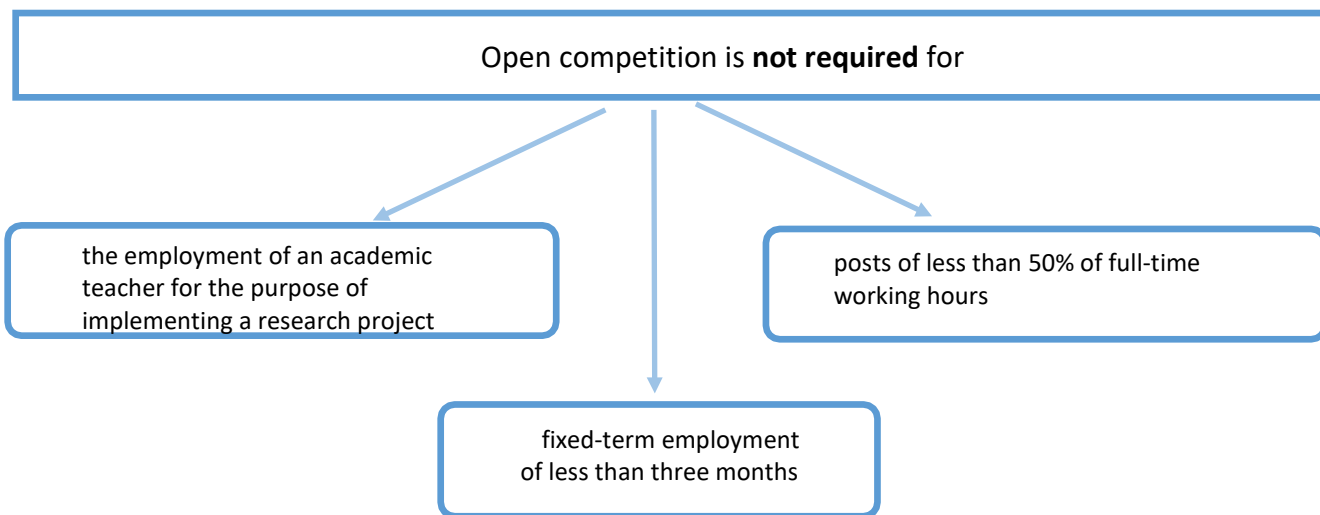 Open competition is not required for
the employment of an academic
teacher for the purpose of
implementing a research project
posts of less than 50% of full-time
working hours
fixed-term employment
of less than three months